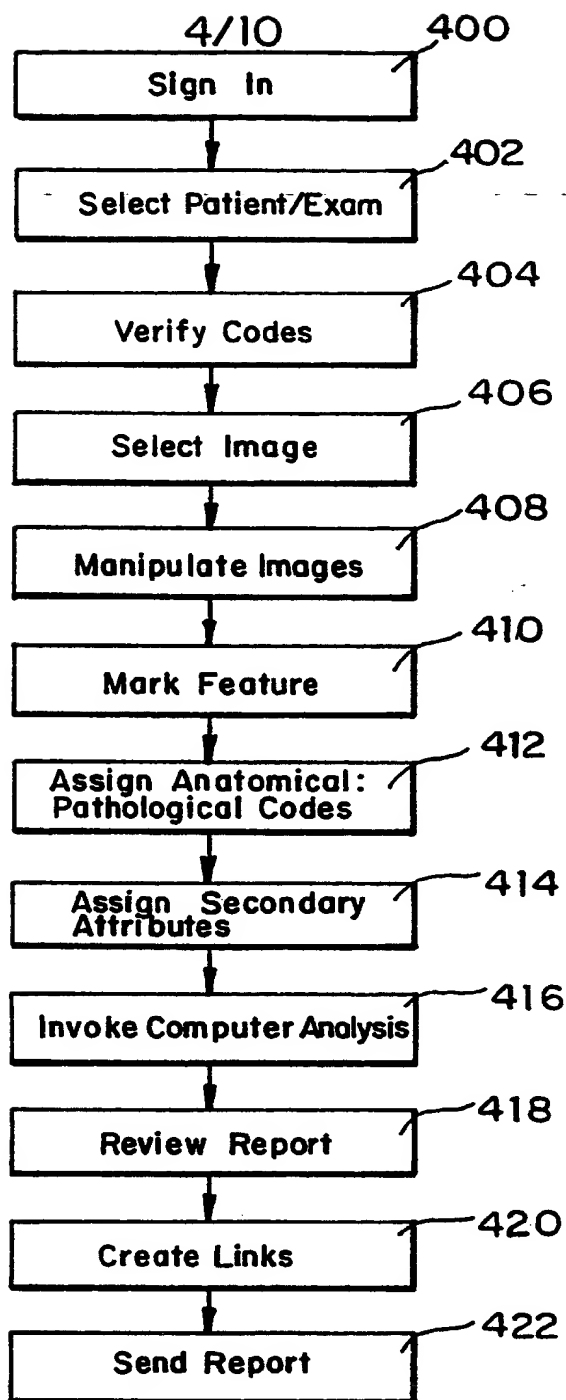 4/10
400
Sign In
402
Select Patient/Exam
404
Verify Codes
406
Select Image
408
Manipulate Images
410
Mark Feature
412
Assign Anatomical:
Pathological Codes
414
Assign Secondary
Attributes
416
Invoke Computer Analysis
418
Review Report
420
Create Links
422
Send Report